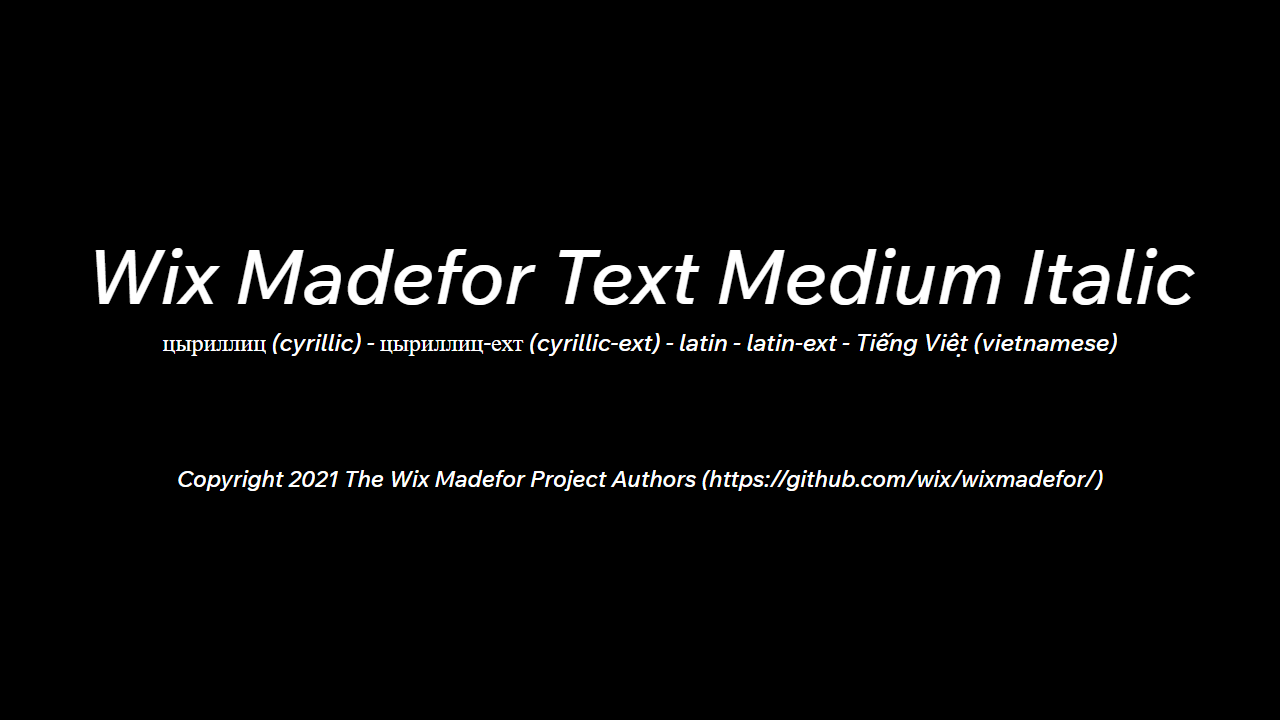 Wix Madefor Text Medium Italic
цыриллиц (cyrillic) - цыриллиц-ехт (cyrillic-ext) - latin - latin-ext - Tiếng Việt (vietnamese)
Copyright 2021 The Wix Madefor Project Authors (https://github.com/wix/wixmadefor/)